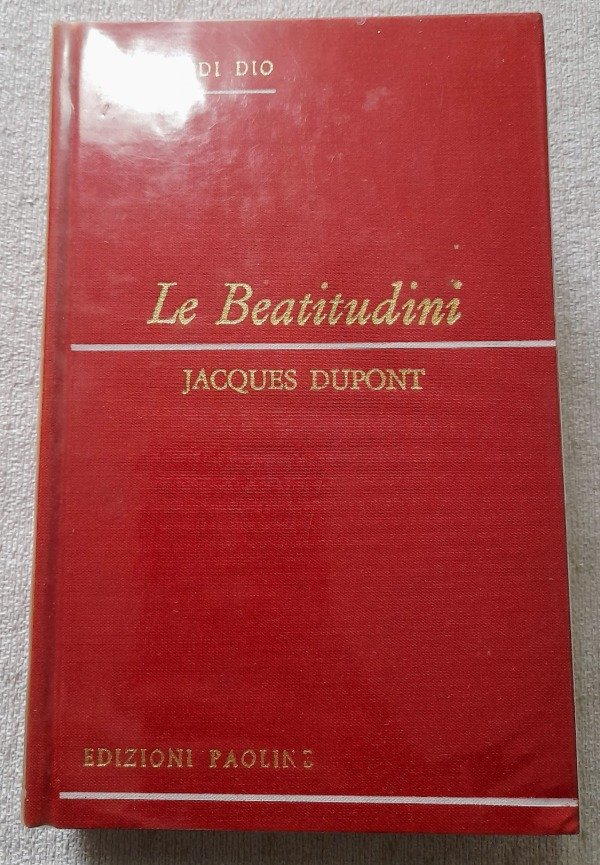 DI DIO
Le Beatitudini
JACQUES DUPONT
EDIZIONI PAOLINE